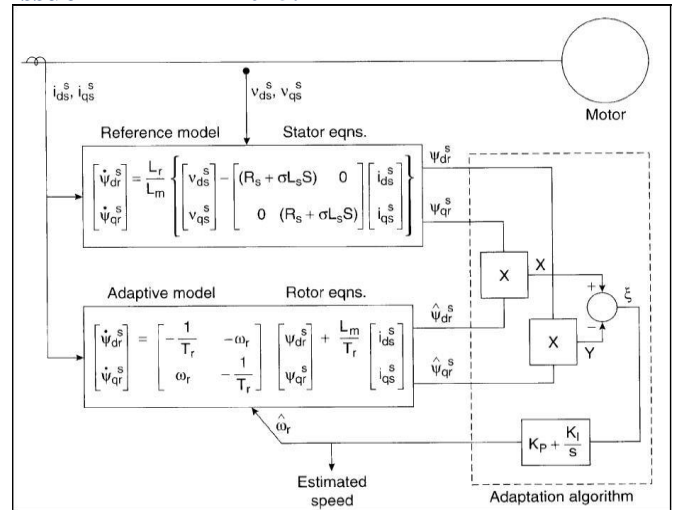 i_ds^s, i_qs^s
v_ds^s, v_qs^s
Motor
Reference model Stator eqns.
[ψ̇_dr^s ψ̇_qr^s] = L_r/L_m {[v_ds^s v_qs^s] − [(R_s + σL_sS) 0 0 (R_s + σL_sS)] [i_ds^s i_qs^s]}
ψ_dr^s
ψ_qr^s
X
X
+
ξ
Adaptive model Rotor eqns.
[ψ̇_dr^s ψ̇_qr^s] = [−1/T_r −ω_r ω_r −1/T_r] [ψ_dr^s ψ_qr^s] + L_m/T_r [i_ds^s i_qs^s]
ψ̂_dr^s
ψ̂_qr^s
X
−
Y
ω̂_r
K_P + K_I/s
Estimated
speed
Adaptation algorithm